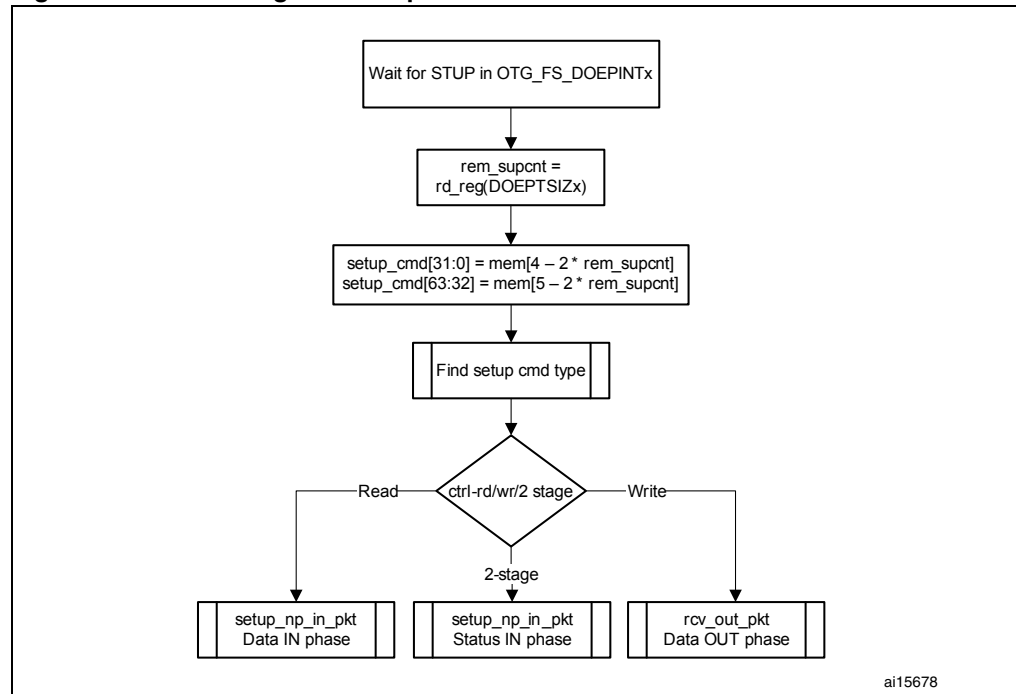 Wait for STUP in OTG_FS_DOEPINTx
rem_supcnt =
rd_reg(DOEPTSIZx)
setup_cmd[31:0] = mem[4 – 2 * rem_supcnt]
setup_cmd[63:32] = mem[5 – 2 * rem_supcnt]
Find setup cmd type
Read
ctrl-rd/wr/2 stage
Write
2-stage
setup_np_in_pkt
Data IN phase
setup_np_in_pkt
Status IN phase
rcv_out_pkt
Data OUT phase
ai15678